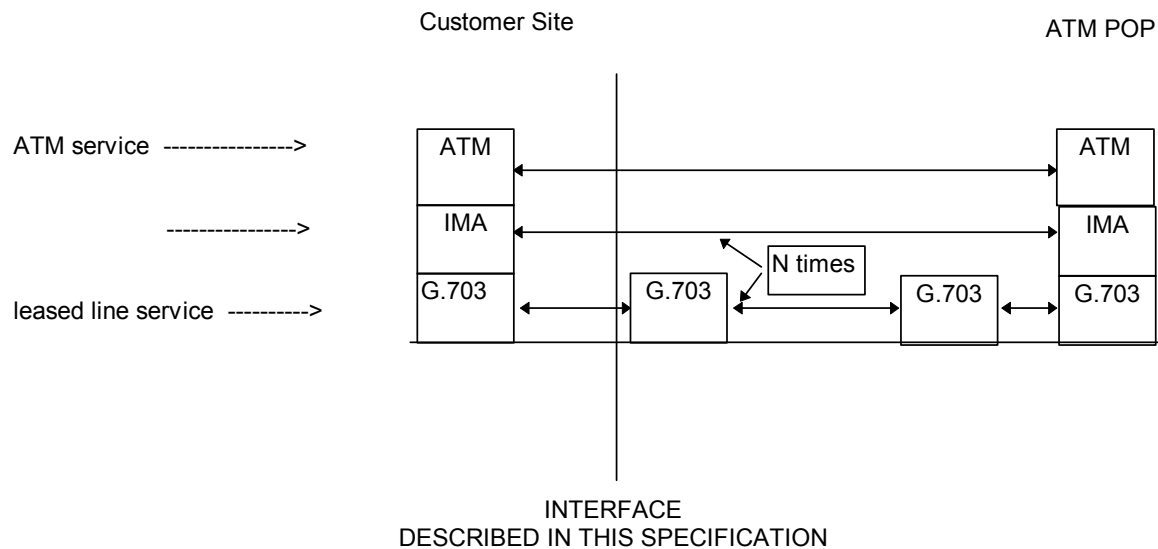 Customer Site
ATM POP
ATM service ---------------->
ATM
ATM
---------------->
IMA
IMA
N times
leased line service ---------->
G.703
G.703
G.703
G.703
INTERFACE
DESCRIBED IN THIS SPECIFICATION